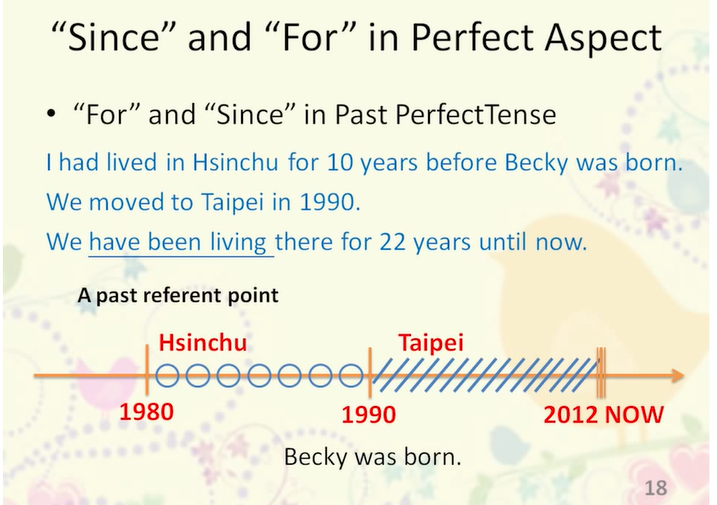 “Since” and “For” in Perfect Aspect
• “For” and “Since” in Past PerfectTense
I had lived in Hsinchu for 10 years before Becky was born.
We moved to Taipei in 1990.
We have been living there for 22 years until now.
A past referent point
Hsinchu Taipei
1980 1990 2012 NOW
Becky was born.
18